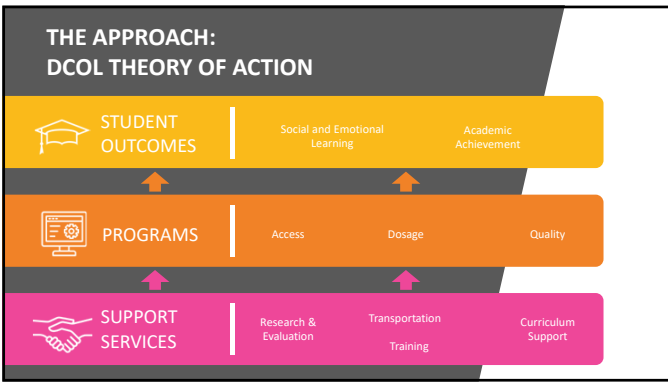 THE APPROACH:
DCOL THEORY OF ACTION
STUDENT
OUTCOMES
Social and Emotional
Learning
Academic
Achievement
PROGRAMS
Access
Dosage
Quality
SUPPORT
SERVICES
Research &
Evaluation
Transportation
Training
Curriculum
Support